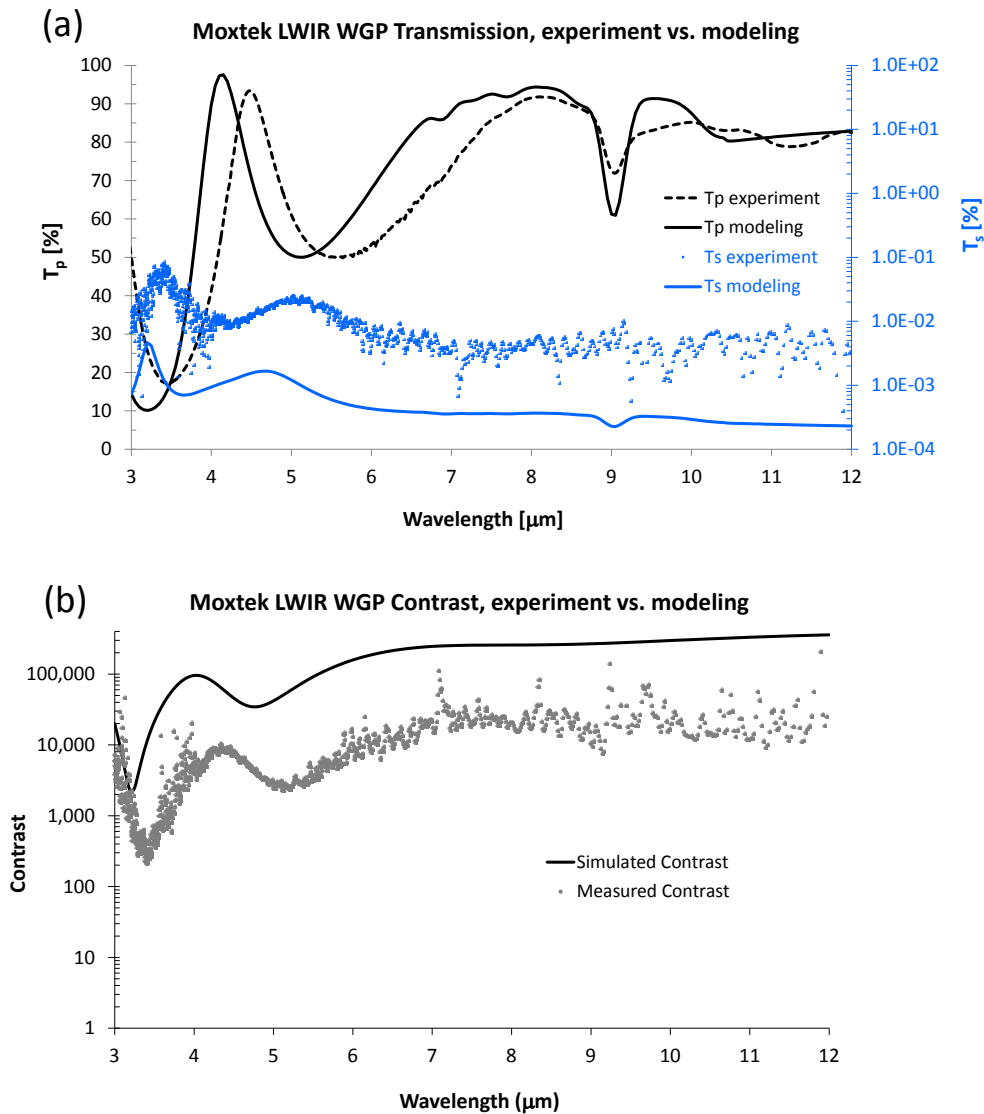 (a)
Moxtek LWIR WGP Transmission, experiment vs. modeling
100
90
80
70
60
50
40
30
20
10
0
Tp [%]
1.0E+02
1.0E+01
1.0E+00
1.0E-01
1.0E-02
1.0E-03
1.0E-04
Ts [%]
Tp experiment
Tp modeling
Ts experiment
Ts modeling
3 4 5 6 7 8 9 10 11 12
Wavelength [μm]
(b)
Moxtek LWIR WGP Contrast, experiment vs. modeling
100,000
10,000
1,000
100
10
1
Contrast
Simulated Contrast
Measured Contrast
3 4 5 6 7 8 9 10 11 12
Wavelength (μm)